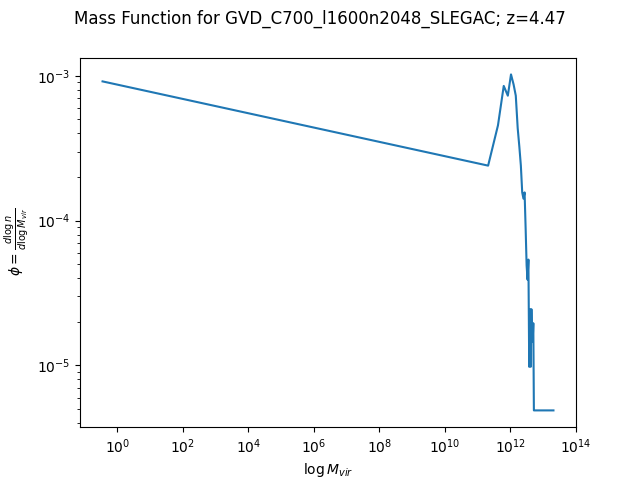 Mass Function for GVD_C700_l1600n2048_SLEGAC; z=4.47
10⁻³
10⁻⁴
10⁻⁵
ϕ = d log n / d log M_vir
10⁰ 10² 10⁴ 10⁶ 10⁸ 10¹⁰ 10¹² 10¹⁴
log M_vir